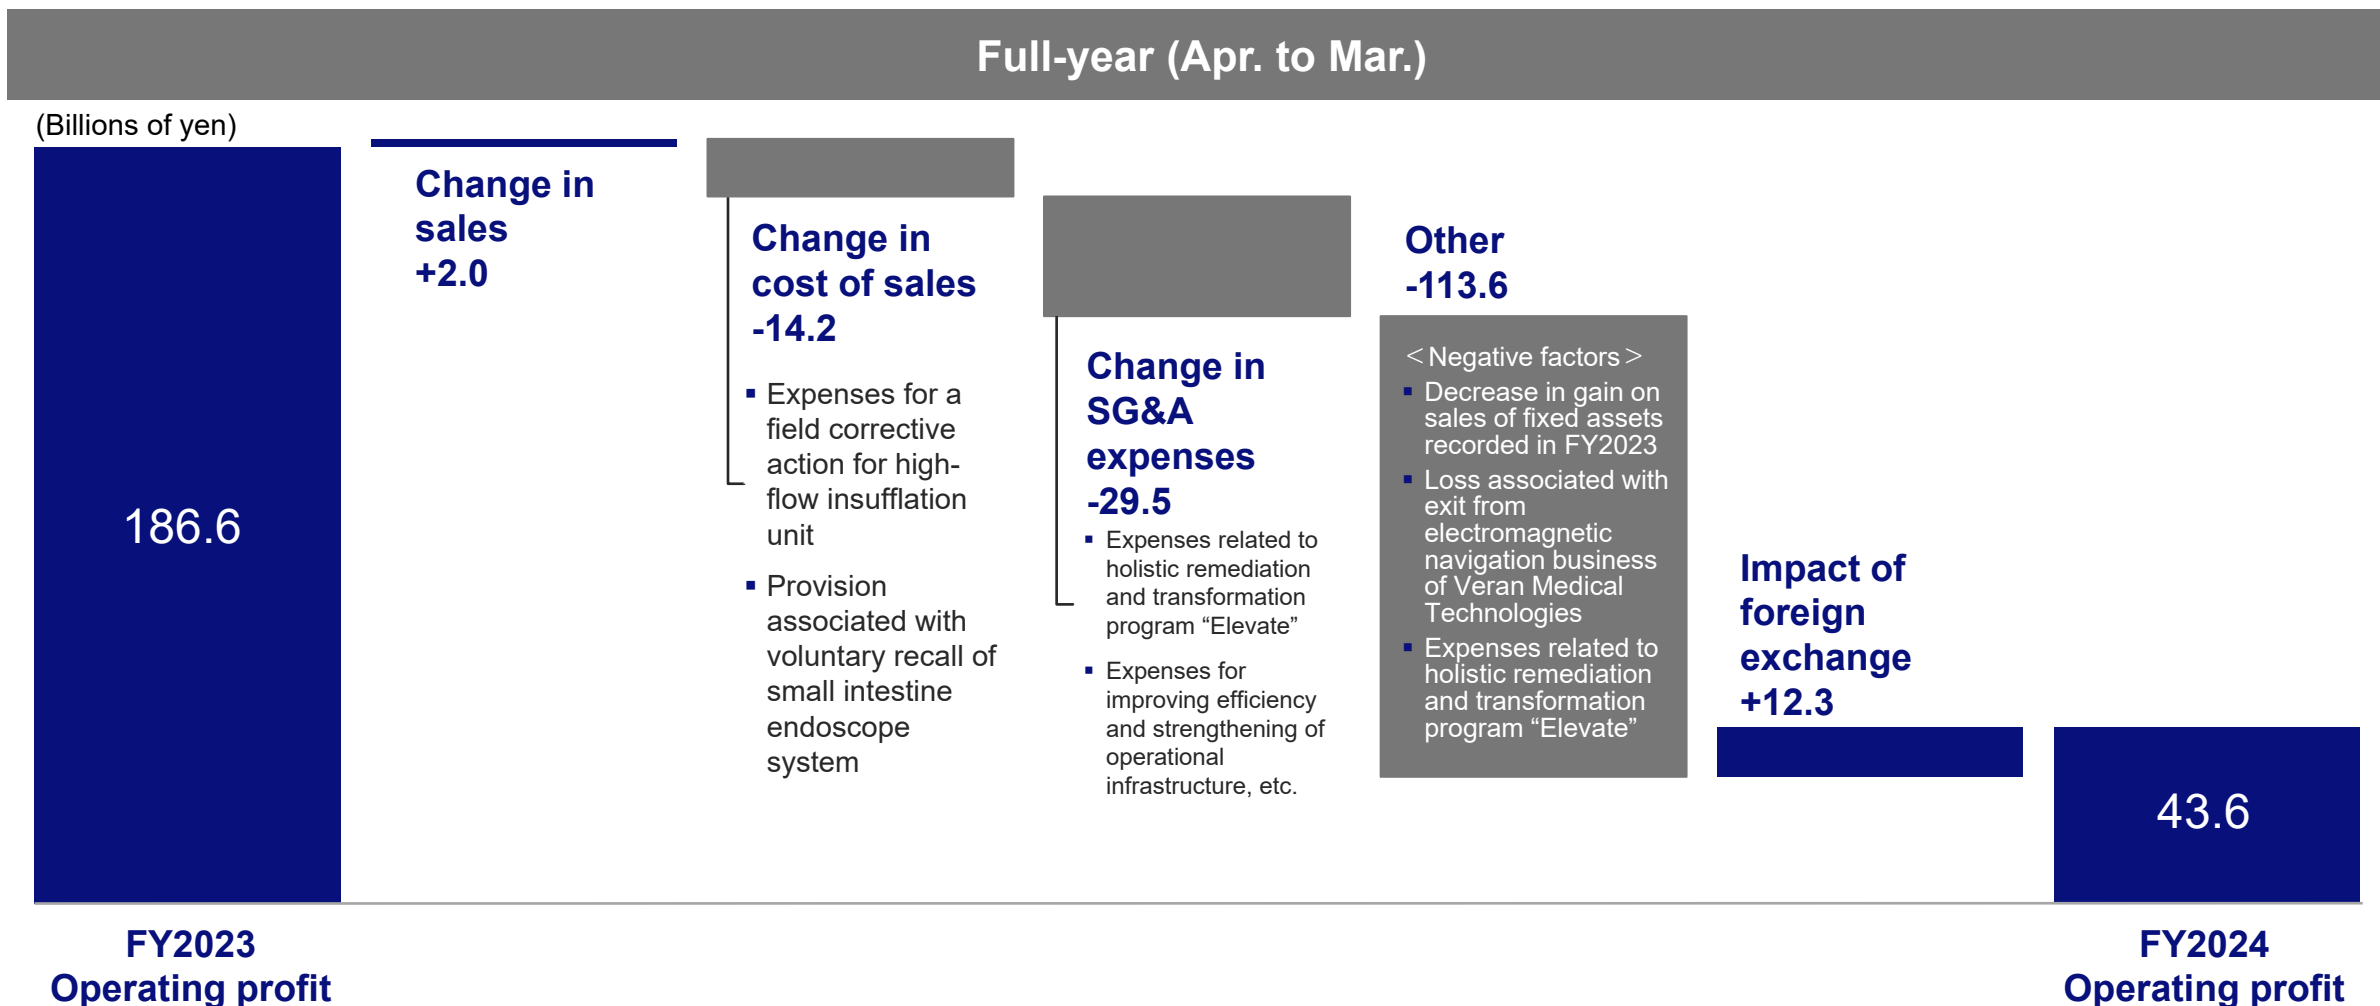 Full-year (Apr. to Mar.)
(Billions of yen)
186.6
FY2023
Operating profit
Change in
sales
+2.0
Change in
cost of sales
-14.2
▪ Expenses for a
field corrective
action for high-
flow insufflation
unit
▪ Provision
associated with
voluntary recall of
small intestine
endoscope
system
Change in
SG&A
expenses
-29.5
▪ Expenses related to
holistic remediation
and transformation
program “Elevate”
▪ Expenses for
improving efficiency
and strengthening of
operational
infrastructure, etc.
Other
-113.6
＜Negative factors＞
▪ Decrease in gain on
sales of fixed assets
recorded in FY2023
▪ Loss associated with
exit from
electromagnetic
navigation business
of Veran Medical
Technologies
▪ Expenses related to
holistic remediation
and transformation
program “Elevate”
Impact of
foreign
exchange
+12.3
43.6
FY2024
Operating profit